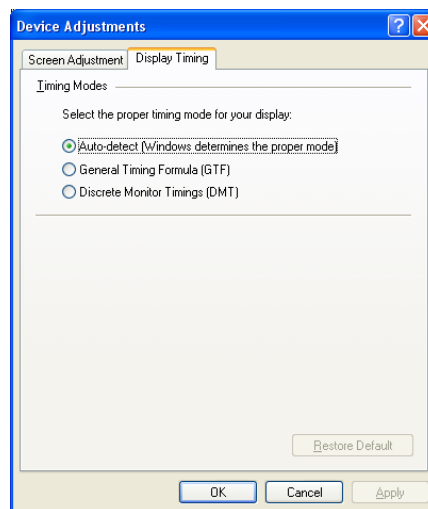 Device Adjustments
Screen Adjustment Display Timing
Timing Modes
Select the proper timing mode for your display:
Auto-detect (Windows determines the proper mode)
General Timing Formula (GTF)
Discrete Monitor Timings (DMT)
Restore Default
OK Cancel Apply